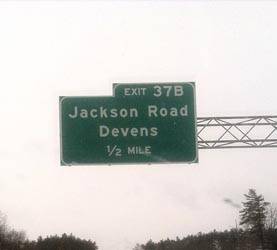 EXIT 37B
Jackson Road
Devens
1/2 MILE